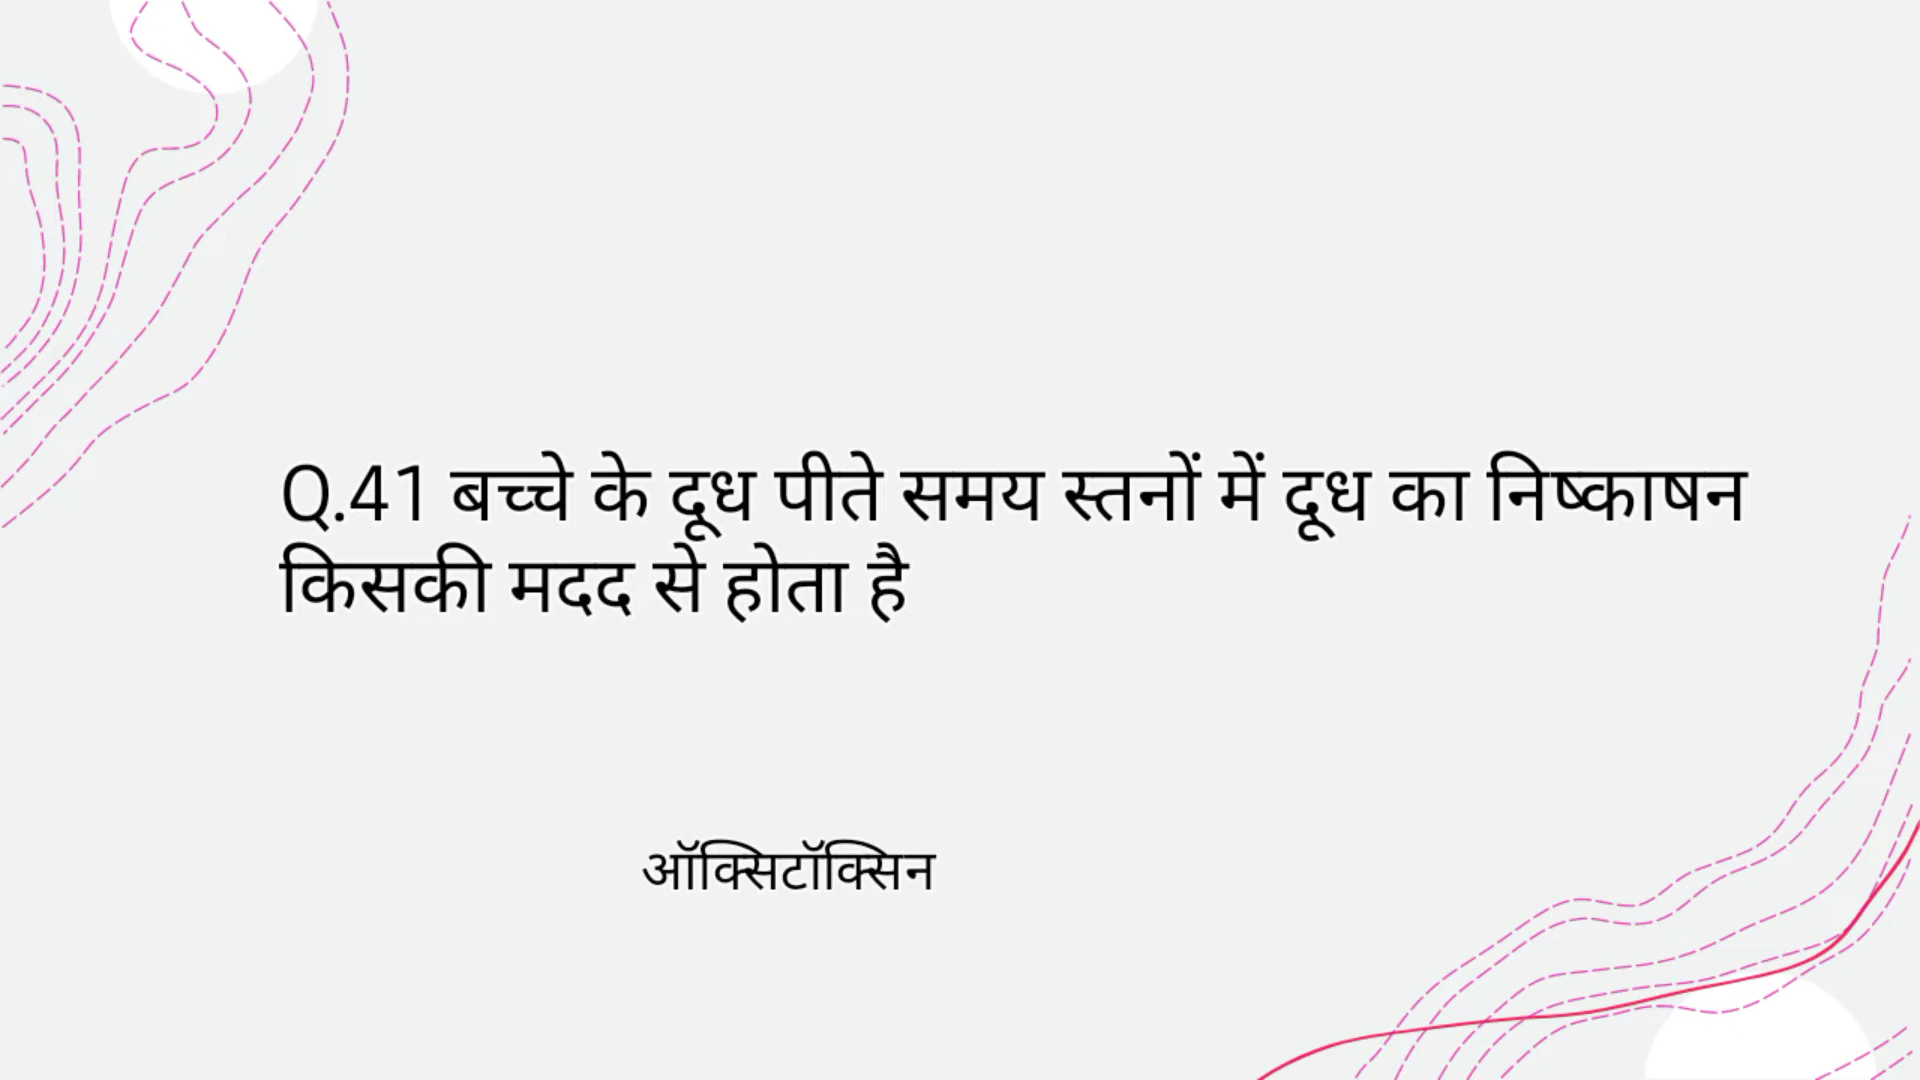 Q.41 बच्चे के दूध पीते समय स्तनों में दूध का निष्काषन
किसकी मदद से होता है
ऑक्सिटॉक्सिन